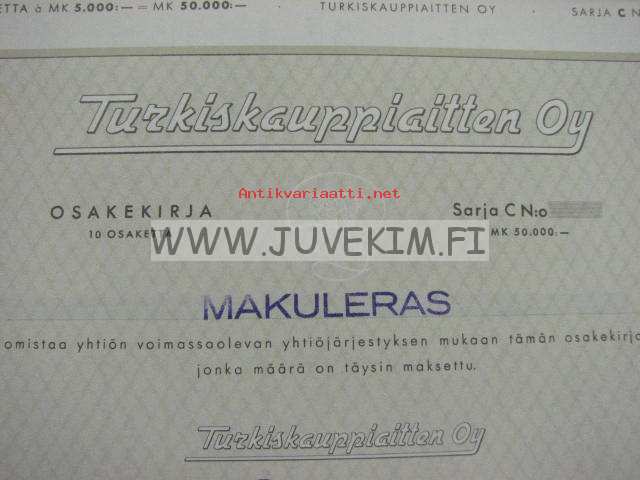 ETTA à MK 5.000:— = MK 50.000:— TURKISKAUPPIAITTEN OY SARJA C N
Turkiskauppiaitten Oy
Antikvariaatti.net
OSAKEKIRJA Sarja C N:o
10 OSAKETTA MK 50.000:—
WWW.JUVEKIM.FI
MAKULERAS
omistaa yhtiön voimassaolevan yhtiöjärjestyksen mukaan tämän osakekirja
jonka määrä on täysin maksettu.
Turkiskauppiaitten Oy